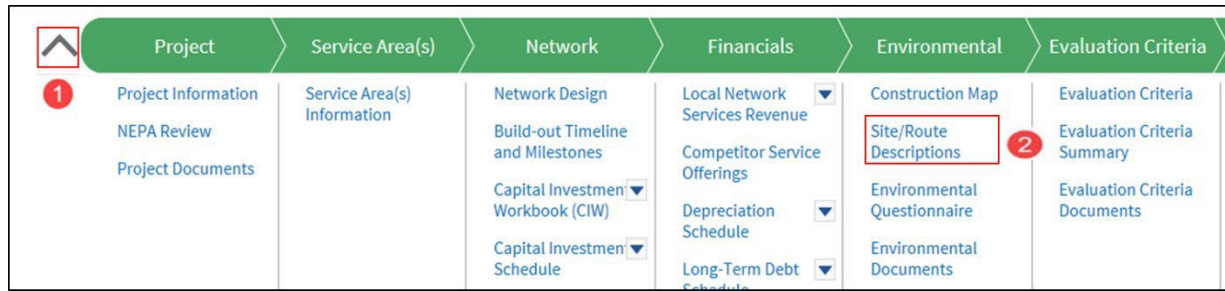 Project
Service Area(s)
Network
Financials
Environmental
Evaluation Criteria
1
Project Information
NEPA Review
Project Documents
Service Area(s)
Information
Network Design
Build-out Timeline
and Milestones
Capital Investmen
Workbook (CIW)
Capital Investmen
Schedule
Local Network
Services Revenue
Competitor Service
Offerings
Depreciation
Schedule
Long-Term Debt
Schedule
Construction Map
Site/Route
Descriptions
2
Environmental
Questionnaire
Environmental
Documents
Evaluation Criteria
Evaluation Criteria
Summary
Evaluation Criteria
Documents